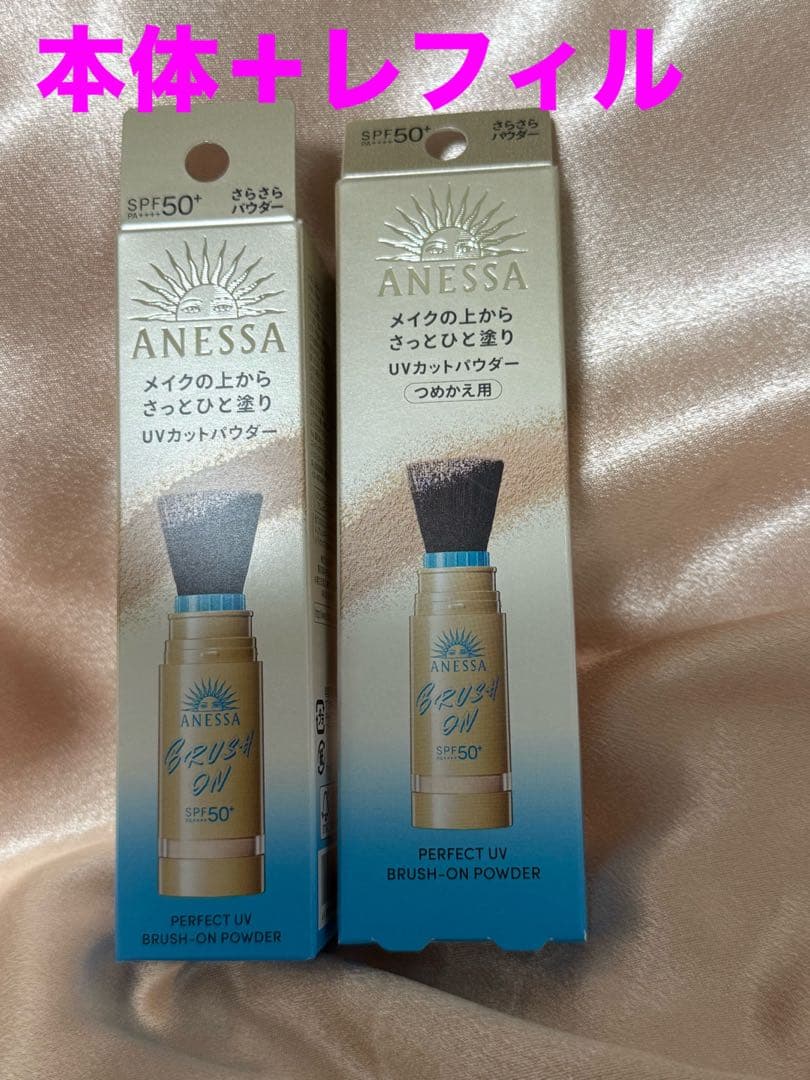 本体+レフィル
SPF50+
PA++++
さらさら
パウダー
ANESSA
メイクの上から
さっとひと塗り
UVカットパウダー
ANESSA
BRUSH
ON
SPF50+
PA++++
PERFECT UV
BRUSH-ON POWDER
SPF50+
PA++++
さらさら
パウダー
ANESSA
メイクの上から
さっとひと塗り
UVカットパウダー
つめかえ用
ANESSA
BRUSH
ON
SPF50+
PA++++
PERFECT UV
BRUSH-ON POWDER